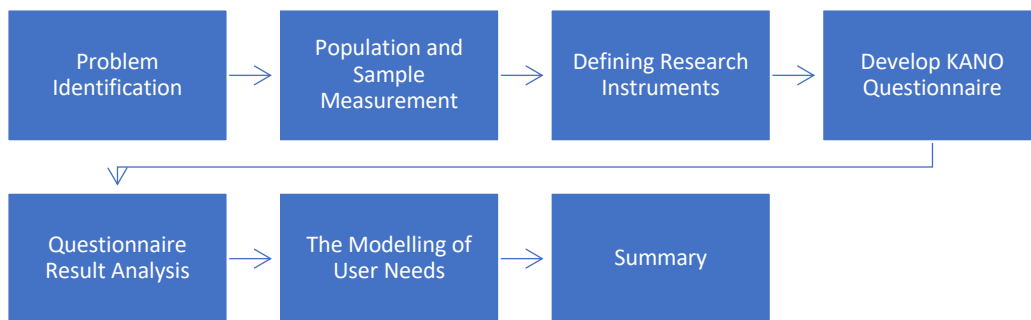 Problem
Identification
Population and
Sample
Measurement
Defining Research
Instruments
Develop KANO
Questionnaire
Questionnaire
Result Analysis
The Modelling of
User Needs
Summary